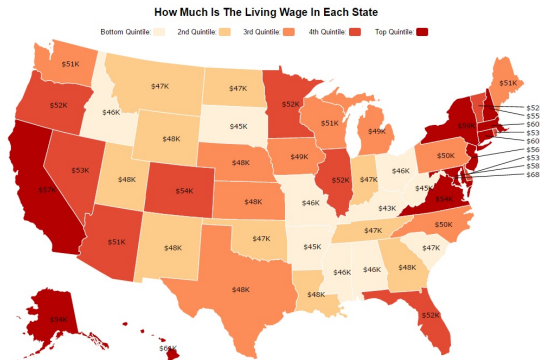 How Much Is The Living Wage In Each State
Bottom Quintile: 2nd Quintile: 3rd Quintile: 4th Quintile: Top Quintile:
$51K
$52K
$46K
$47K
$47K
$45K
$48K
$48K
$48K
$53K
$48K
$54K
$51K
$48K
$47K
$48K
$52K
$49K
$46K
$45K
$48K
$51K
$52K
$49K
$47K
$46K
$43K
$47K
$46K
$46K
$48K
$52K
$47K
$50K
$45K
$50K
$51K
$52
$55
$60
$53
$60
$56
$53
$58
$68